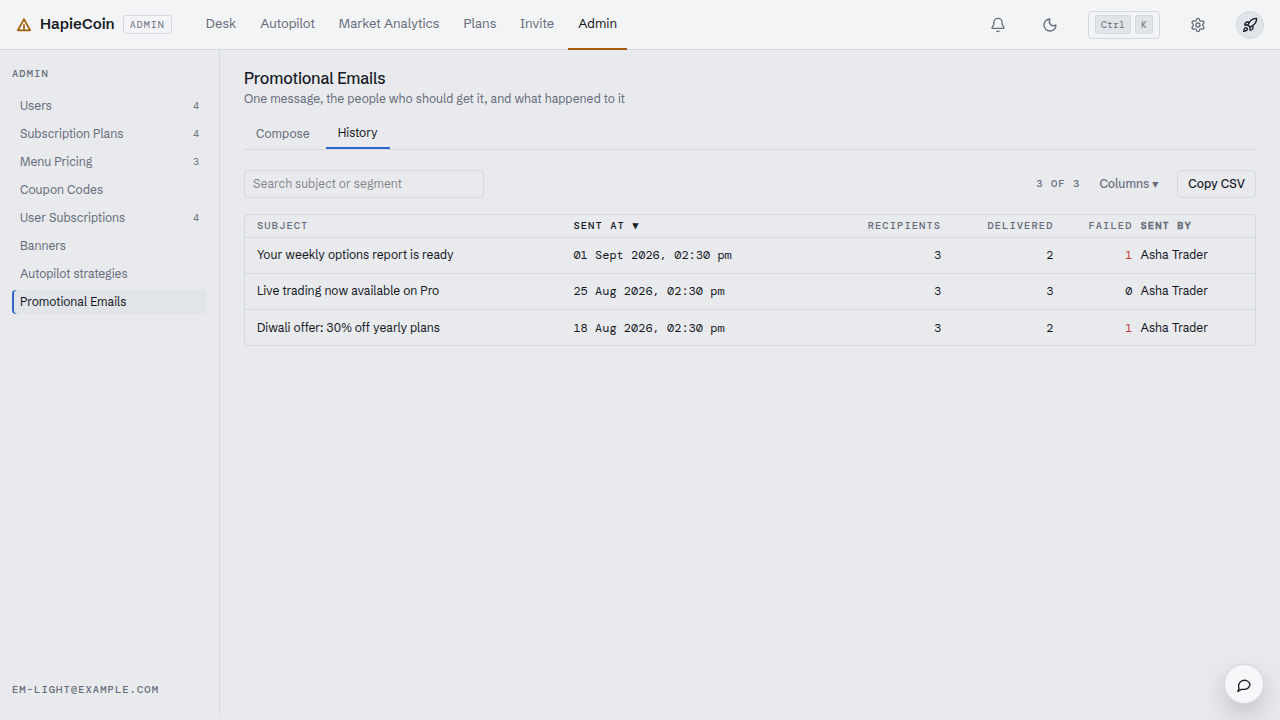 HapieCoin ADMIN Desk Autopilot Market Analytics Plans Invite Admin Ctrl K
ADMIN
Users 4
Subscription Plans 4
Menu Pricing 3
Coupon Codes
User Subscriptions 4
Banners
Autopilot strategies
Promotional Emails
EM-LIGHT@EXAMPLE.COM
Promotional Emails
One message, the people who should get it, and what happened to it
Compose History
Search subject or segment 3 OF 3 Columns ▾ Copy CSV
SUBJECT SENT AT ▼ RECIPIENTS DELIVERED FAILED SENT BY
Your weekly options report is ready 01 Sept 2026, 02:30 pm 3 2 1 Asha Trader
Live trading now available on Pro 25 Aug 2026, 02:30 pm 3 3 0 Asha Trader
Diwali offer: 30% off yearly plans 18 Aug 2026, 02:30 pm 3 2 1 Asha Trader